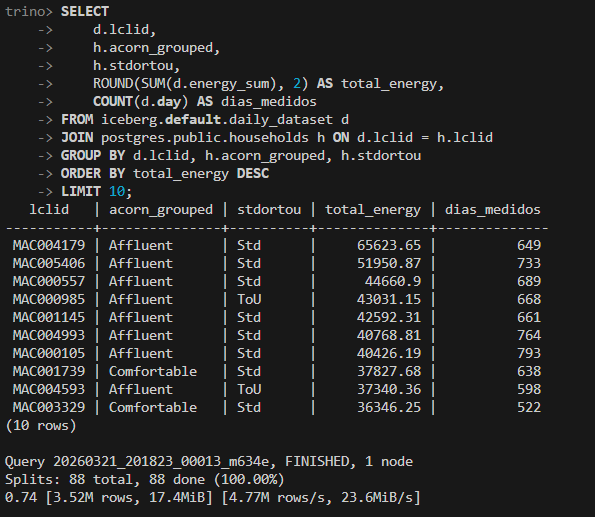 trino> SELECT
    ->     d.lclid,
    ->     h.acorn_grouped,
    ->     h.stdortou,
    ->     ROUND(SUM(d.energy_sum), 2) AS total_energy,
    ->     COUNT(d.day) AS dias_medidos
    -> FROM iceberg.default.daily_dataset d
    -> JOIN postgres.public.households h ON d.lclid = h.lclid
    -> GROUP BY d.lclid, h.acorn_grouped, h.stdortou
    -> ORDER BY total_energy DESC
    -> LIMIT 10;
   lclid   | acorn_grouped | stdortou | total_energy | dias_medidos
-----------+---------------+----------+--------------+--------------
 MAC004179 | Affluent      | Std      |     65623.65 |          649
 MAC005406 | Affluent      | Std      |     51950.87 |          733
 MAC000557 | Affluent      | Std      |      44660.9 |          689
 MAC000985 | Affluent      | ToU      |     43031.15 |          668
 MAC001145 | Affluent      | Std      |     42592.31 |          661
 MAC004993 | Affluent      | Std      |     40768.81 |          764
 MAC000105 | Affluent      | Std      |     40426.19 |          793
 MAC001739 | Comfortable   | Std      |     37827.68 |          638
 MAC004593 | Affluent      | ToU      |     37340.36 |          598
 MAC003329 | Comfortable   | Std      |     36346.25 |          522
(10 rows)

Query 20260321_201823_00013_m634e, FINISHED, 1 node
Splits: 88 total, 88 done (100.00%)
0.74 [3.52M rows, 17.4MiB] [4.77M rows/s, 23.6MiB/s]